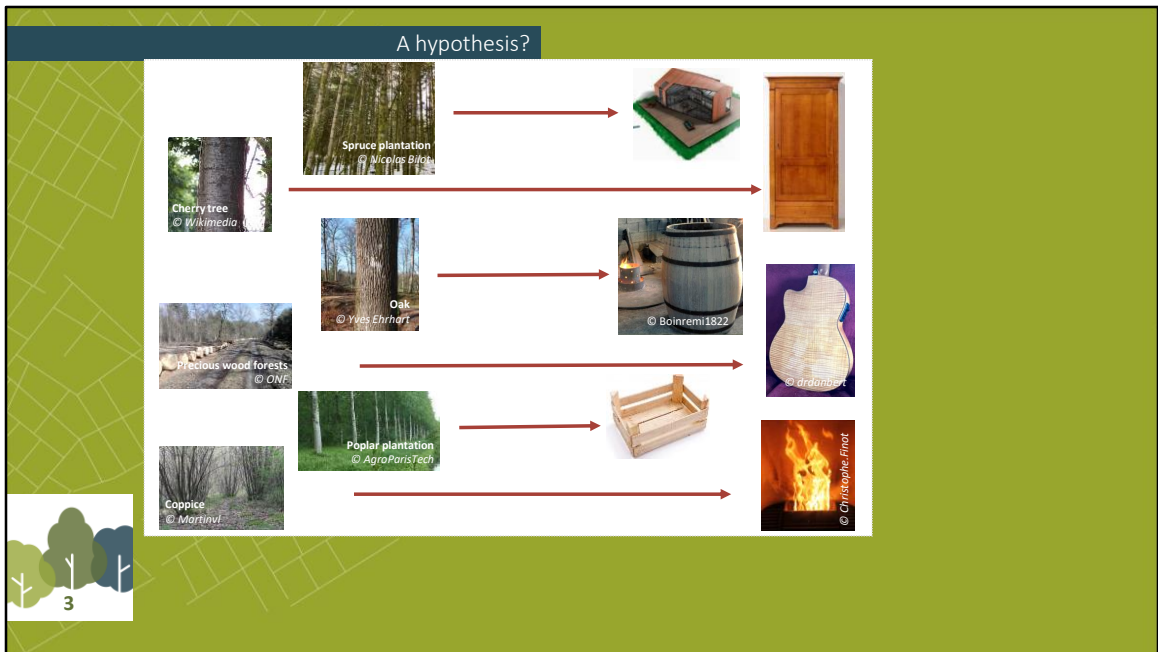 A hypothesis?
Spruce plantation
© Nicolas Bilot
Cherry tree
© Wikimedia
Oak
© Yves Ehrhart
© Boinremi1822
Precious wood forests
© ONF
© drdanbert
Poplar plantation
© AgroParisTech
Coppice
© Martinvl
© Christophe.Finot
3